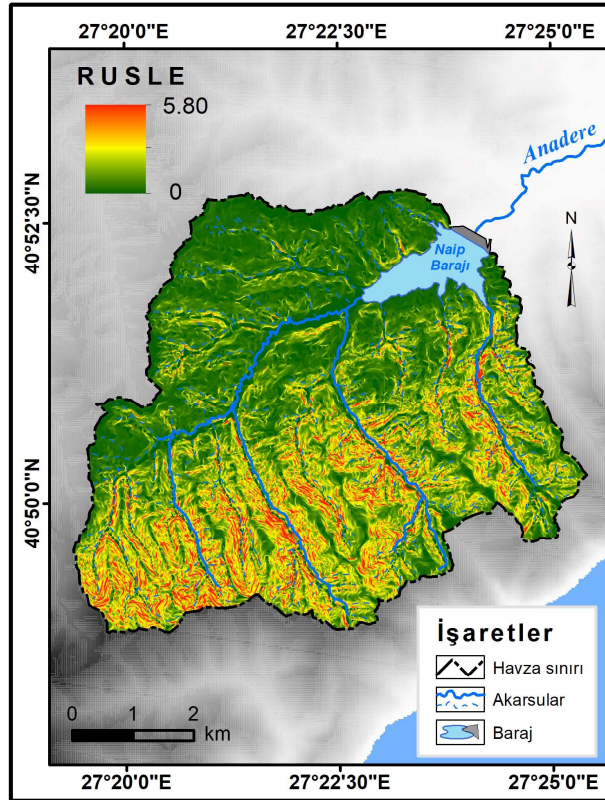 27°20'0"E 27°22'30"E 27°25'0"E
RUSLE
5.80
0
Anadere
40°52'30"N
N
Naip
Barajı
40°50'0"N
İşaretler
Havza sınırı
Akarsular
Baraj
0 1 2
km
27°20'0"E 27°22'30"E 27°25'0"E